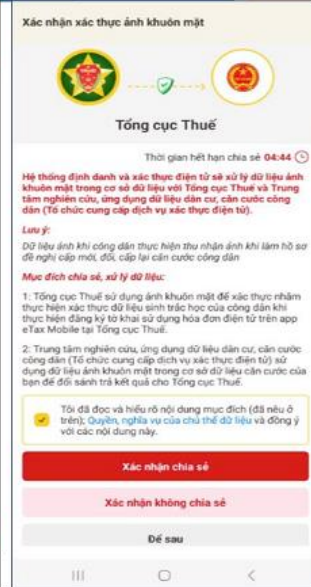 Xác nhận xác thực ảnh khuôn mặt
Tổng cục Thuế
Thời gian hết hạn chia sẻ 04:44
Hệ thống định danh và xác thực điện tử sẽ xử lý dữ liệu ảnh
khuôn mặt trong cơ sở dữ liệu với Tổng cục Thuế và Trung
tâm nghiên cứu, ứng dụng dữ liệu dân cư, căn cước công
dân (Tổ chức cung cấp dịch vụ xác thực điện tử).
Lưu ý:
Dữ liệu ảnh khi công dân thực hiện thu nhận ảnh khi làm hồ sơ
đề nghị cấp mới, đổi, cấp lại căn cước công dân
Mục đích chia sẻ, xử lý dữ liệu:
1: Tổng cục Thuế sử dụng ảnh khuôn mặt để xác thực nhằm
thực hiện xác thực dữ liệu sinh trắc học của công dân khi
thực hiện đăng ký tờ khai sử dụng hóa đơn điện tử trên app
eTax Mobile tại Tổng cục Thuế.
2: Trung tâm nghiên cứu, ứng dụng dữ liệu dân cư, căn cước
công dân (Tổ chức cung cấp dịch vụ xác thực điện tử) sử
dụng dữ liệu ảnh khuôn mặt trong cơ sở dữ liệu căn cước của
bạn để đối sánh trả kết quả cho Tổng cục Thuế.
Tôi đã đọc và hiểu rõ nội dung mục đích (đã nêu ở
trên); Quyền, nghĩa vụ của chủ thể dữ liệu và đồng ý
với các nội dung này.
Xác nhận chia sẻ
Xác nhận không chia sẻ
Để sau